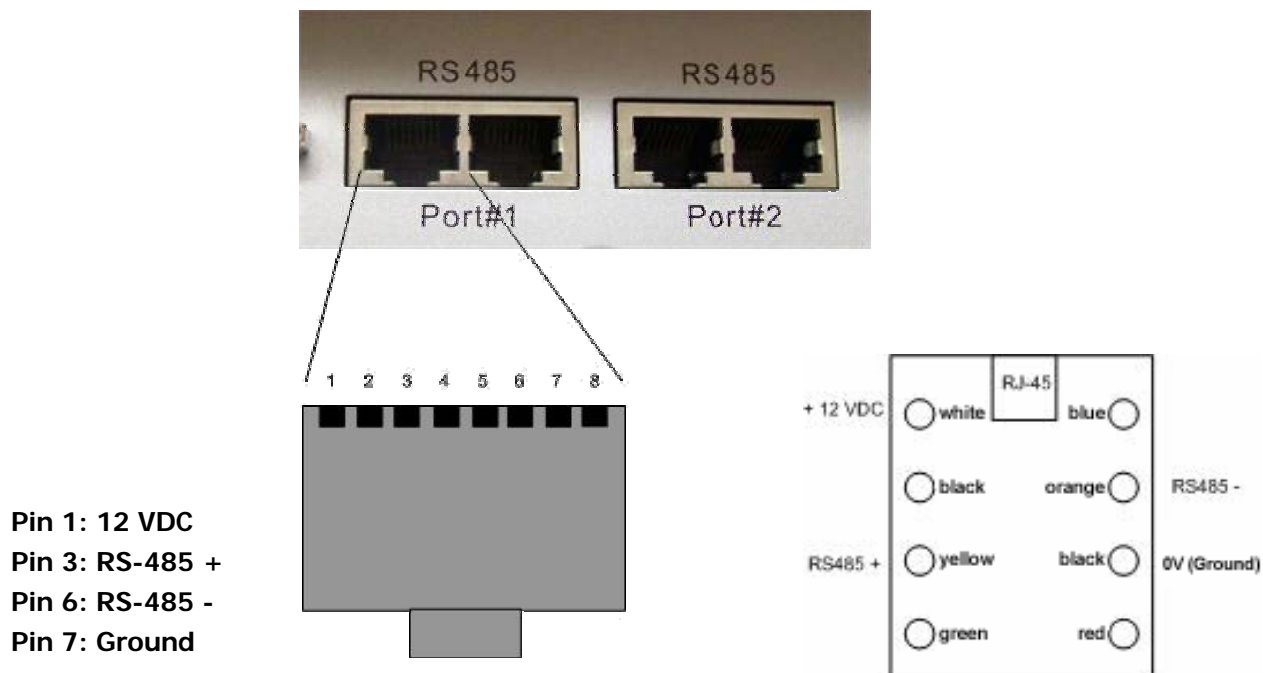 RS485 RS485
Port#1 Port#2
1 2 3 4 5 6 7 8
Pin 1: 12 VDC
Pin 3: RS-485 +
Pin 6: RS-485 -
Pin 7: Ground
RJ-45
+ 12 VDC white blue
black orange RS485 -
RS485 + yellow black 0V (Ground)
green red